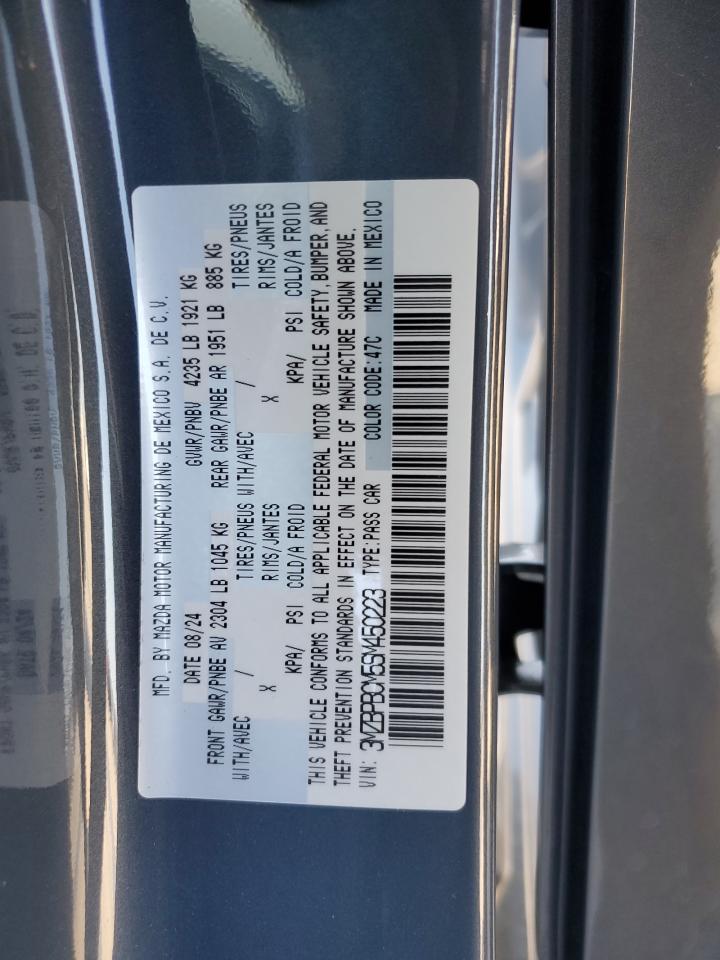 MFD. BY MAZDA MOTOR MANUFACTURING DE MEXICO S.A. DE C.V.
DATE 08/24 GVWR/PNBV 4235 LB 1921 KG
FRONT GAWR/PNBE AV 2304 LB 1045 KG REAR GAWR/PNBE AR 1951 LB 885 KG
WITH/AVEC / TIRES/PNEUS WITH/AVEC / TIRES/PNEUS
X RIMS/JANTES X RIMS/JANTES
KPA/ PSI COLD/A FROID KPA/ PSI COLD/A FROID
THIS VEHICLE CONFORMS TO ALL APPLICABLE FEDERAL MOTOR VEHICLE SAFETY, BUMPER, AND
THEFT PREVENTION STANDARDS IN EFFECT ON THE DATE OF MANUFACTURE SHOWN ABOVE.
VIN: 3MZBPBCM5SM450223 TYPE:PASS CAR COLOR CODE:47C MADE IN MEXICO